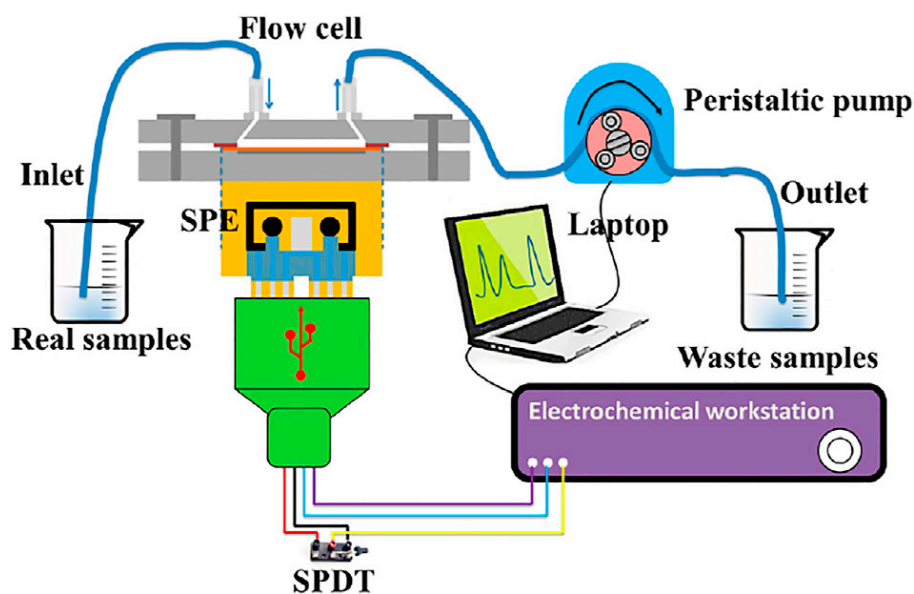 Flow cell
Peristaltic pump
Inlet
SPE
Laptop
Outlet
Real samples
Waste samples
Electrochemical workstation
SPDT